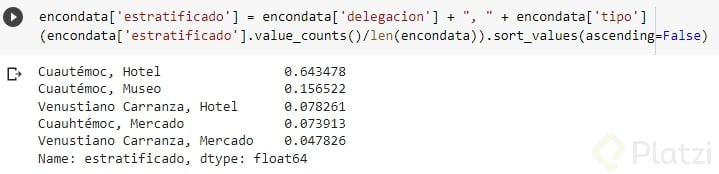 encondata['estratificado'] = encondata['delegacion'] + ", " + encondata['tipo']
(encondata['estratificado'].value_counts()/len(encondata)).sort_values(ascending=False)
Cuautémoc, Hotel 0.643478
Cuautémoc, Museo 0.156522
Venustiano Carranza, Hotel 0.078261
Cuauhtémoc, Mercado 0.073913
Venustiano Carranza, Mercado 0.047826
Name: estratificado, dtype: float64
Platzi